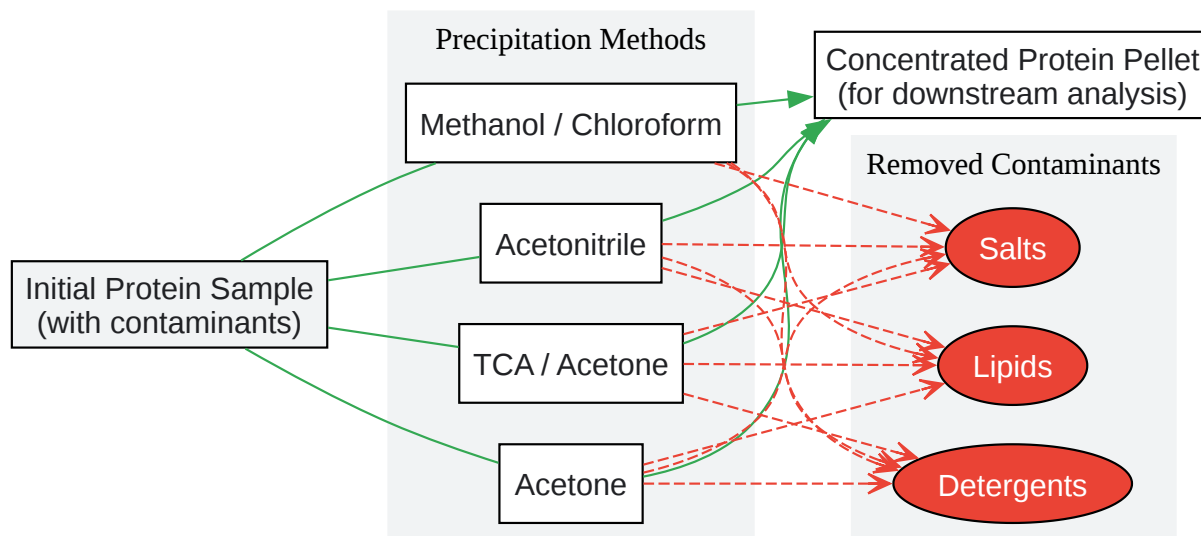 Precipitation Methods
Methanol / Chloroform
Acetonitrile
TCA / Acetone
Acetone
Initial Protein Sample
(with contaminants)
Concentrated Protein Pellet
(for downstream analysis)
Removed Contaminants
Salts
Lipids
Detergents